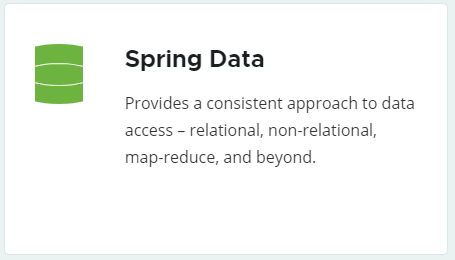 Spring Data
Provides a consistent approach to data
access – relational, non-relational,
map-reduce, and beyond.